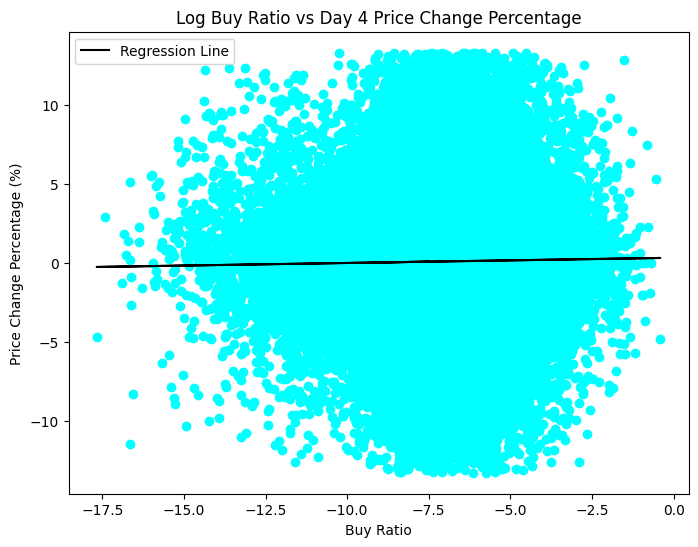 Log Buy Ratio vs Day 4 Price Change Percentage
Regression Line
Price Change Percentage (%)
10
5
0
−5
−10
−17.5 −15.0 −12.5 −10.0 −7.5 −5.0 −2.5 0.0
Buy Ratio